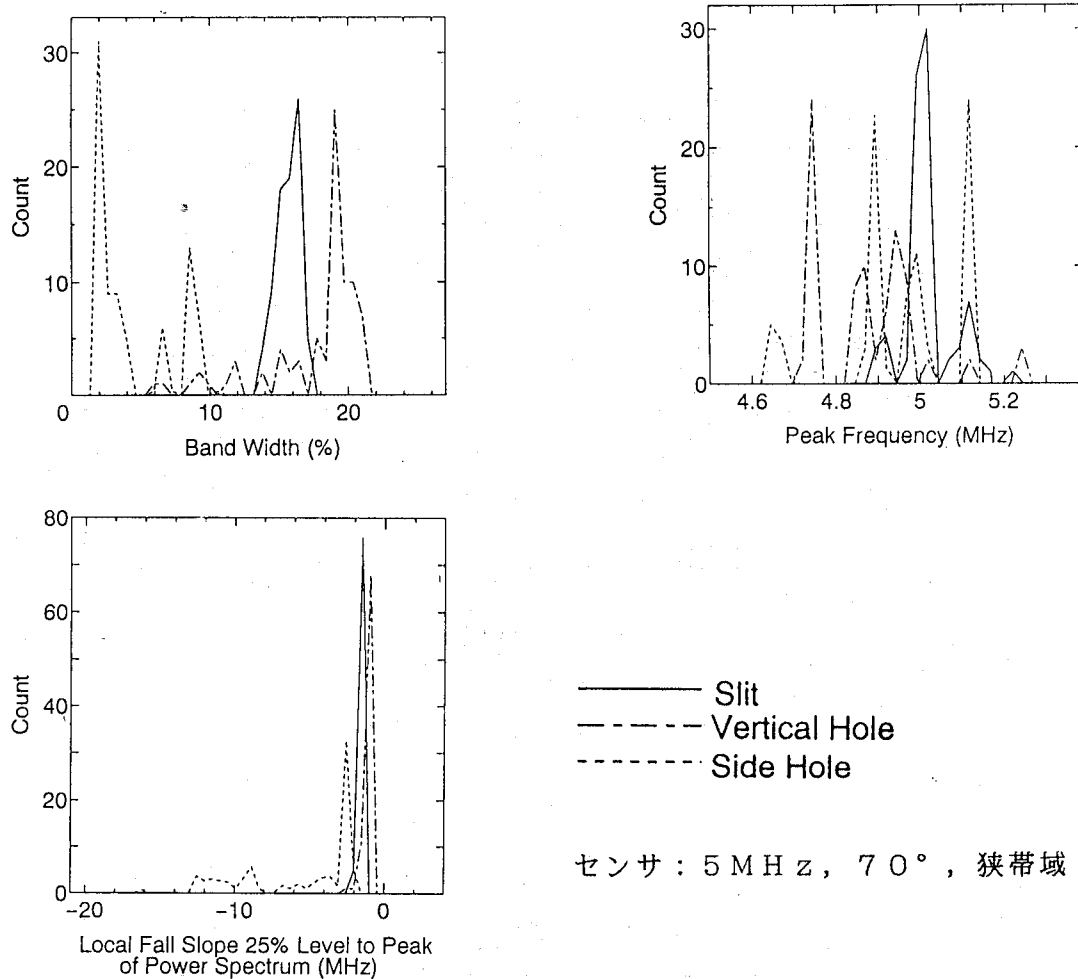 30
20
10
Count
0
10
20
Band Width (%)
30
20
10
0
Count
4.6
4.8
5
5.2
Peak Frequency (MHz)
80
60
40
20
0
Count
−20
−10
0
Local Fall Slope 25% Level to Peak
of Power Spectrum (MHz)
Slit
Vertical Hole
Side Hole
センサ：５ＭＨｚ，７０°，狭帯域